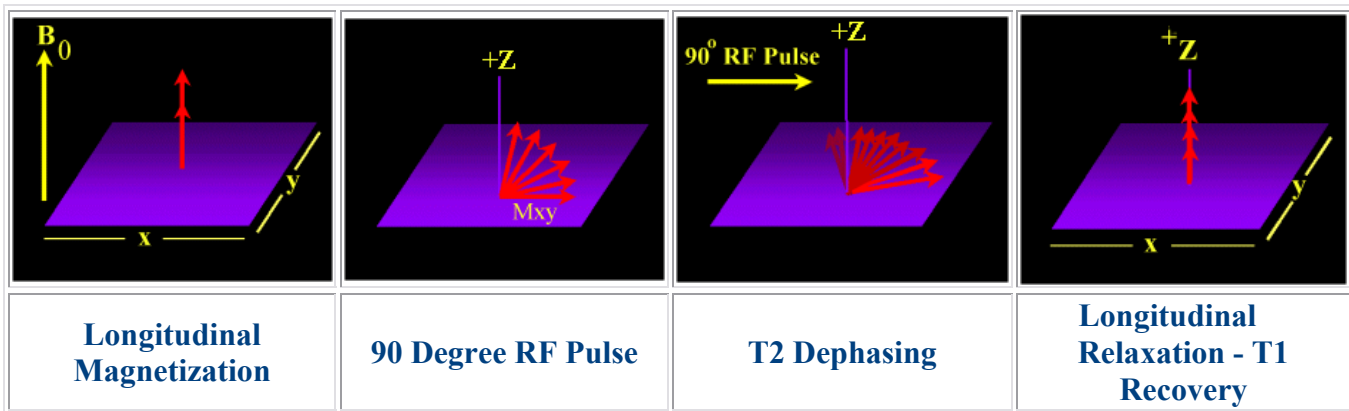 B0
x
y
+Z
Mxy
90° RF Pulse
+Z
+Z
x
y
Longitudinal
Magnetization
90 Degree RF Pulse
T2 Dephasing
Longitudinal
Relaxation - T1
Recovery